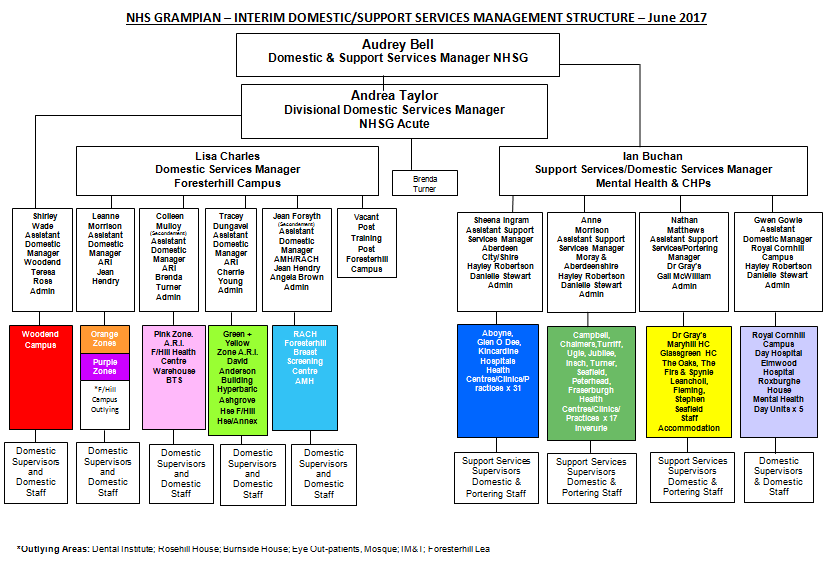 NHS GRAMPIAN – INTERIM DOMESTIC/SUPPORT SERVICES MANAGEMENT STRUCTURE – June 2017
Audrey Bell
Domestic & Support Services Manager NHSG
Andrea Taylor
Divisional Domestic Services Manager
NHSG Acute
Lisa Charles
Domestic Services Manager
Foresterhill Campus
Brenda
Turner
Ian Buchan
Support Services/Domestic Services Manager
Mental Health & CHPs
Shirley
Wade
Assistant
Domestic
Manager
Woodend
Teresa
Ross
Admin
Leanne
Morrison
Assistant
Domestic
Manager
ARI
Jean
Hendry
Colleen
Mulloy
(Secondement)
Assistant
Domestic
Manager
ARI
Brenda
Turner
Admin
Tracey
Dungavel
Assistant
Domestic
Manager
ARI
Cherrie
Young
Admin
Jean Forsyth
(Secondement)
Assistant
Domestic
Manager
AMH/RACH
Jean Hendry
Angela Brown
Admin
Vacant
Post
Training
Post
Foresterhill
Campus
Sheena Ingram
Assistant Support
Services Manager
Aberdeen
City/Shire
Hayley Robertson
Danielle Stewart
Admin
Anne
Morrison
Assistant Support
Services Manager
Moray &
Aberdeenshire
Hayley Robertson
Danielle Stewart
Admin
Nathan
Matthews
Assistant Support
Services/Portering
Manager
Dr Gray's
Gail McWilliam
Admin
Gwen Gowie
Assistant
Domestic Manager
Royal Cornhill
Campus
Hayley Robertson
Danielle Stewart
Admin
Woodend
Campus
Orange
Zones
Purple
Zones
*F/Hill
Campus
Outlying
Pink Zone.
A.R.I.
F/Hill Health
Centre
Warehouse
BTS
Green +
Yellow
Zone A.R.I.
David
Anderson
Building
Hyperbaric
Ashgrove
Hse F/Hill
Hse/Annex
RACH
Foresterhill
Breast
Screening
Centre
AMH
Aboyne,
Glen O Dee,
Kincardine
Hospitals
Health
Centres/Clinics/P
ractices x 31
Campbell,
Chalmers,Turriff,
Ugie, Jubilee,
Insch, Turner,
Seafield,
Peterhead,
Fraserburgh
Health
Centres/Clinics/
Practices x 17
Inverurie
Dr Gray's
Maryhill HC
Glassgreen HC
The Oaks, The
Firs & Spynie
Leancholl,
Fleming,
Stephen
Seafield
Staff
Accommodation
Royal Cornhill
Campus
Day Hospital
Elmwood
Hospital
Roxburghe
House
Mental Health
Day Units x 5
Domestic
Supervisors
and
Domestic
Staff
Domestic
Supervisors
and
Domestic
Staff
Domestic
Supervisors
and
Domestic
Staff
Domestic
Supervisors
and
Domestic
Staff
Domestic
Supervisors
and
Domestic
Staff
Support Services
Supervisors
Domestic &
Portering Staff
Support Services
Supervisors
Domestic
& Portering Staff
Support Services
Supervisors
Domestic
& Portering Staff
Domestic
Supervisors
& Domestic
Staff
*Outlying Areas: Dental Institute; Rosehill House; Burnside House; Eye Out-patients, Mosque; IM&T; Foresterhill Lea